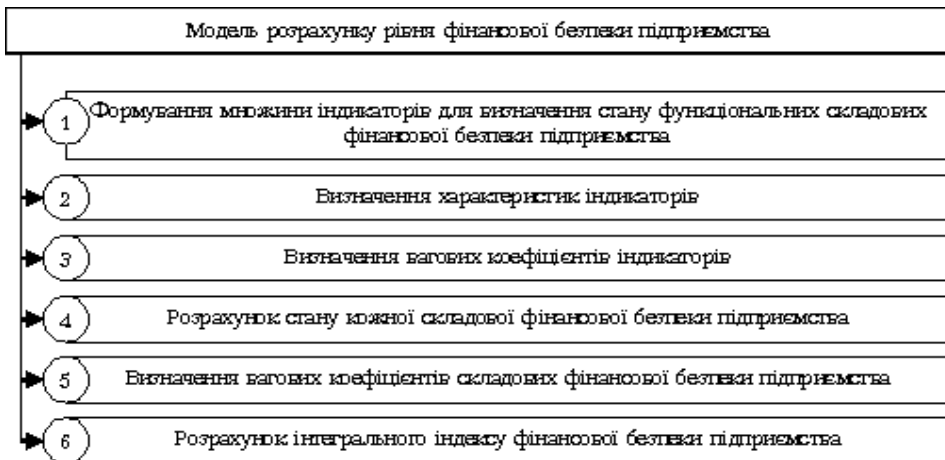 Модель розрахунку рівня фінансової безпеки підприємства
1
Формування множини індикаторів для визначення стану функціональних складових
фінансової безпеки підприємства
2
Визначення характеристик індикаторів
3
Визначення вагових коефіцієнтів індикаторів
4
Розрахунок стану кожної складової фінансової безпеки підприємства
5
Визначення вагових коефіцієнтів складових фінансової безпеки підприємства
6
Розрахунок інтегрального індексу фінансової безпеки підприємства